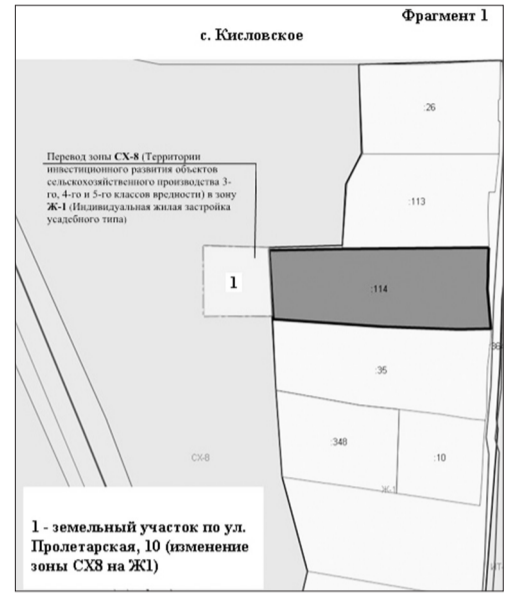 Фрагмент 1
с. Кисловское
:26
Перевод зоны СХ-8 (Территории
инвестиционного развития объектов
сельскохозяйственного производства 3-
го, 4-го и 5-го классов вредности) в зону
Ж-1 (Индивидуальная жилая застройка
усадебного типа)
:113
1
:114
:35
:348
:10
СХ-8
Ж-1
1 - земельный участок по ул.
Пролетарская, 10 (изменение
зоны СХ8 на Ж1)